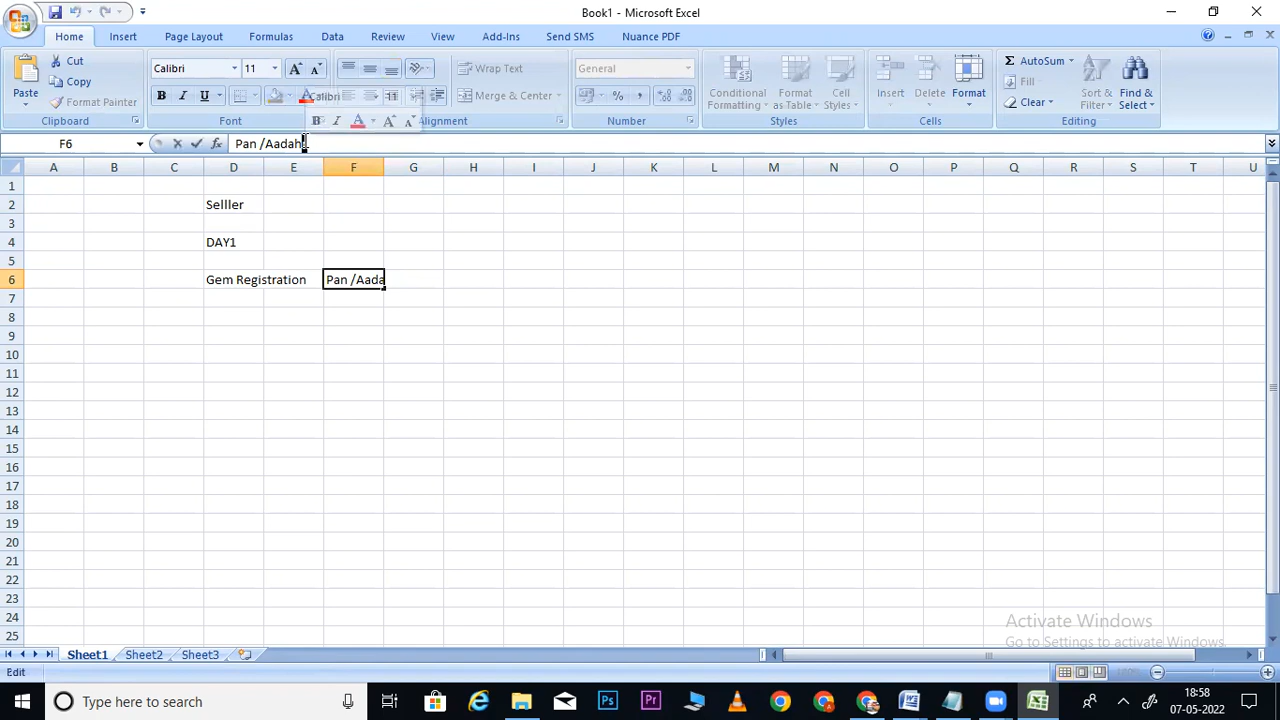 Book1 - Microsoft Excel
Home Insert Page Layout Formulas Data Review View Add-Ins Send SMS Nuance PDF
Paste
Cut
Copy
Format Painter
Clipboard
Calibri 11
B I U
Font
Calibri 11
B I A A A
Wrap Text
Merge & Center
Alignment
General
% ,
Number
Conditional Formatting
Format as Table
Cell Styles
Styles
Insert Delete Format
Cells
Σ AutoSum
Fill
Clear
Sort & Filter
Find & Select
Editing
F6 fx Pan /Aadah
A B C D E F G H I J K L M N O P Q R S T U
1
2 Selller
3
4 DAY1
5
6 Gem Registration Pan /Aada
7
8
9
10
11
12
13
14
15
16
17
18
19
20
21
22
23
24
25
Activate Windows
Go to Settings to activate Windows.
Sheet1 Sheet2 Sheet3
Edit 100%
Type here to search
18:58
07-05-2022